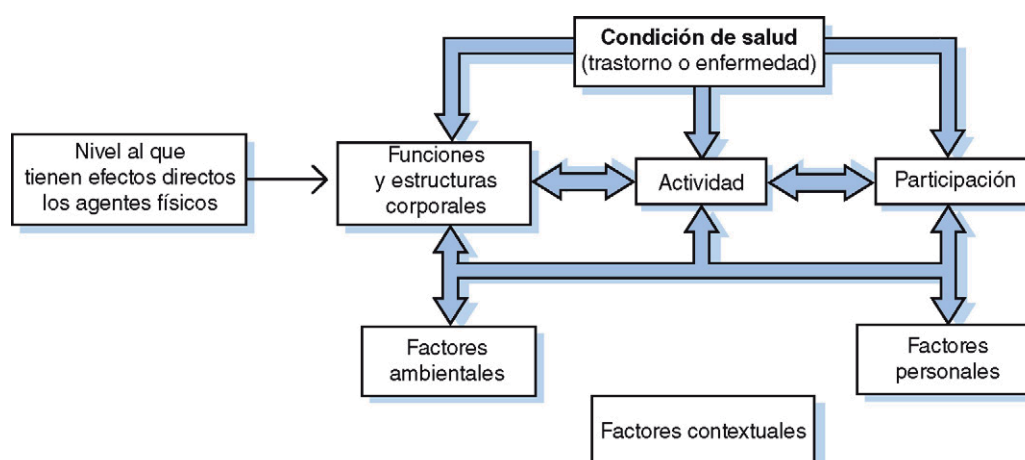 Condición de salud
(trastorno o enfermedad)
Nivel al que
tienen efectos directos
los agentes físicos
Funciones
y estructuras
corporales
Actividad
Participación
Factores
ambientales
Factores
personales
Factores contextuales